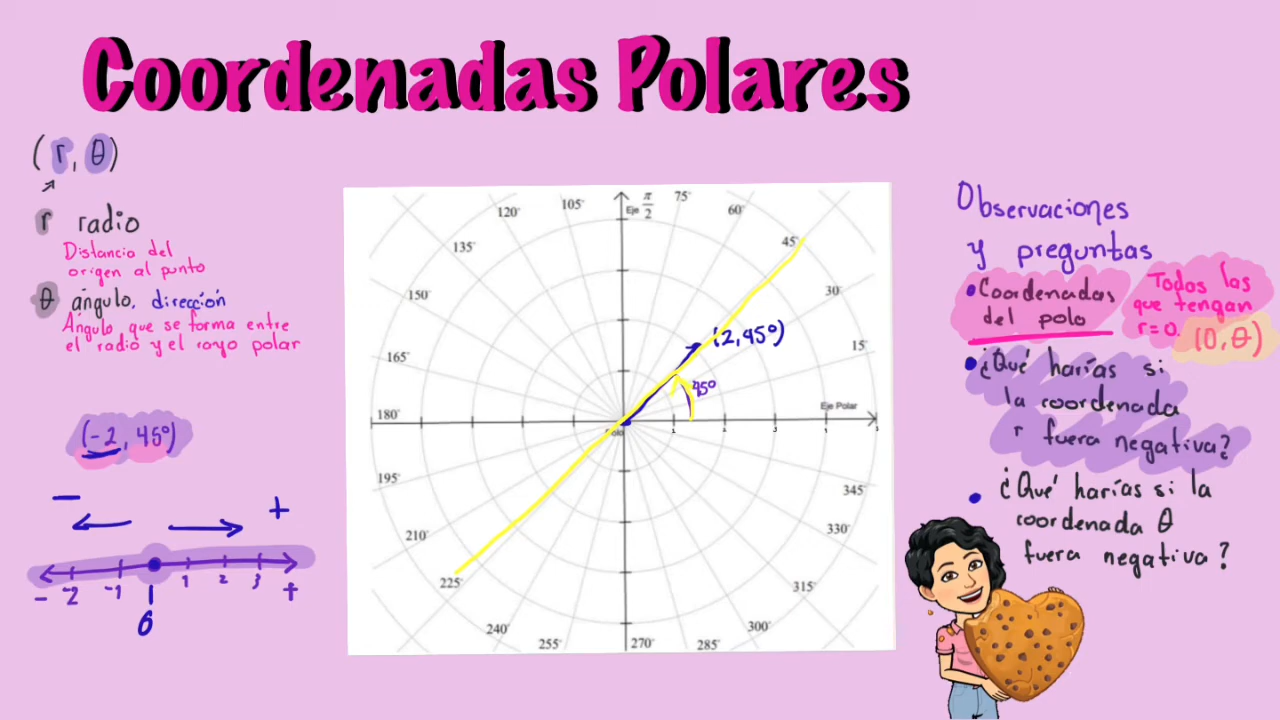 Coordenadas Polares
(r, θ)
r radio
Distancia del
origen al punto
θ ángulo, dirección
Ángulo que se forma entre
el radio y el rayo polar
(-2, 45°)
- +
- -2 -1 1 2 3 +
0
Eje π/2
75°
60°
45°
30°
15°
105°
120°
135°
150°
165°
180°
195°
210°
225°
240°
255°
270°
285°
300°
315°
330°
345°
(2,45°)
45°
Eje Polar
Polo
1 2 3 4 5
Observaciones
y preguntas
• Coordenadas
del polo
Todos las
que tengan
r=0.
(0, θ)
• ¿Qué harías si
la coordenada
r fuera negativa?
• ¿Qué harías si la
coordenada θ
fuera negativa?